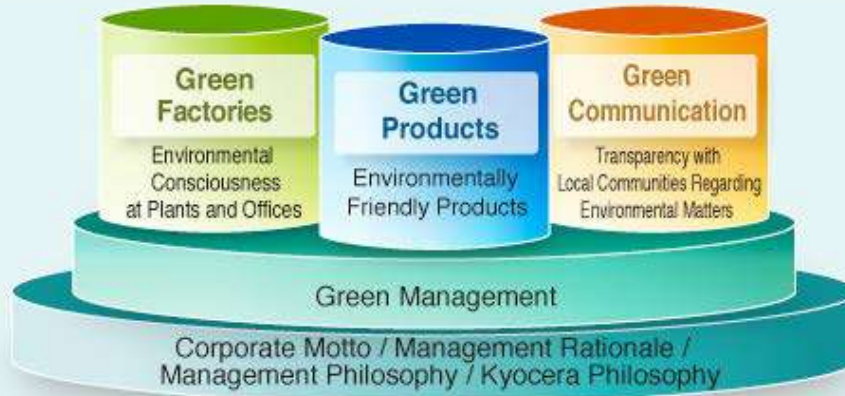 Green
Factories
Environmental
Consciousness
at Plants and Offices
Green
Products
Environmentally
Friendly Products
Green
Communication
Transparency with
Local Communities Regarding
Environmental Matters
Green Management
Corporate Motto / Management Rationale /
Management Philosophy / Kyocera Philosophy